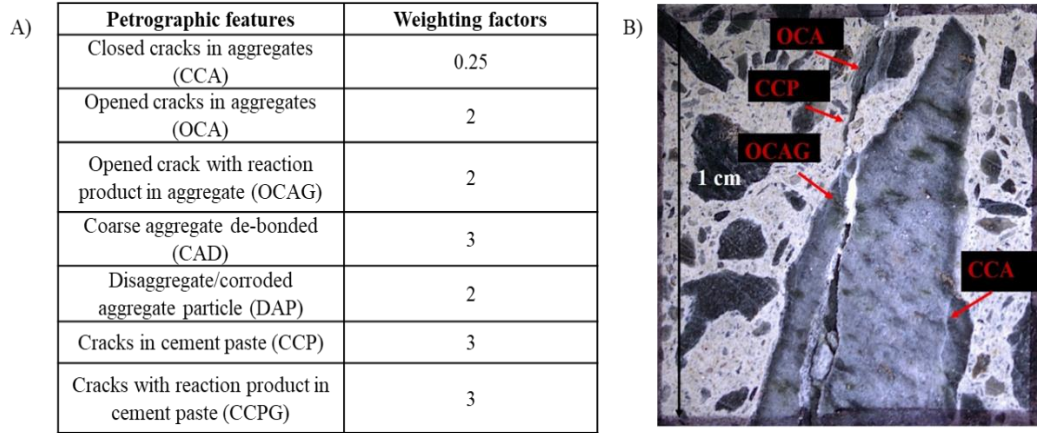 A)
Petrographic features Weighting factors
Closed cracks in aggregates
(CCA)
0.25
Opened cracks in aggregates
(OCA)
2
Opened crack with reaction
product in aggregate (OCAG)
2
Coarse aggregate de-bonded
(CAD)
3
Disaggregate/corroded
aggregate particle (DAP)
2
Cracks in cement paste (CCP)
3
Cracks with reaction product in
cement paste (CCPG)
3
B)
OCA
CCP
OCAG
1 cm
CCA